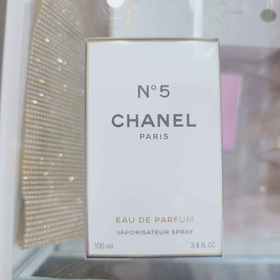 N°5
CHANEL
PARIS
EAU DE PARFUM
VAPORISATEUR SPRAY
100 ml 3.4 FL. OZ.